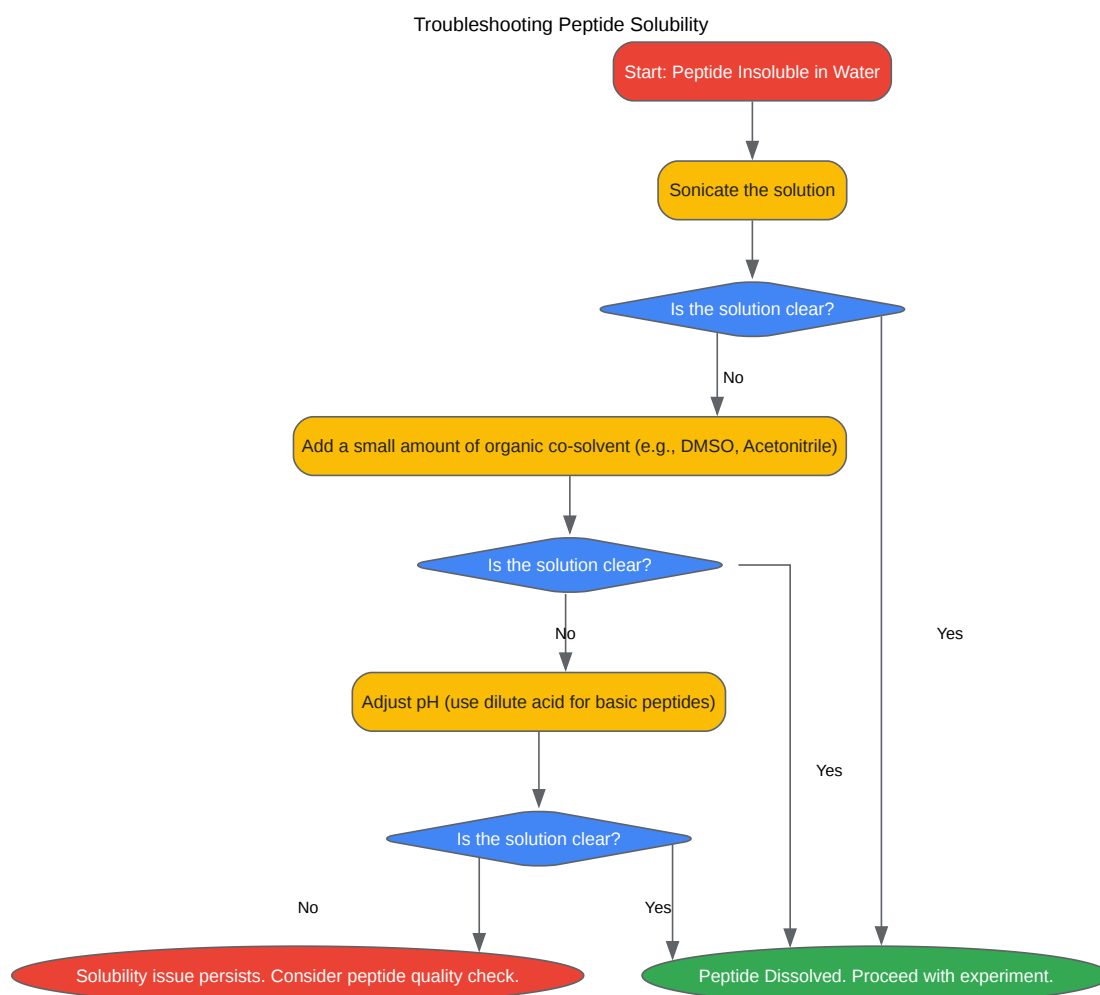 Troubleshooting Peptide Solubility
Start: Peptide Insoluble in Water
Sonicate the solution
Is the solution clear?
No
Add a small amount of organic co-solvent (e.g., DMSO, Acetonitrile)
Is the solution clear?
No
Yes
Adjust pH (use dilute acid for basic peptides)
Yes
Is the solution clear?
No
Yes
Solubility issue persists. Consider peptide quality check.
Peptide Dissolved. Proceed with experiment.